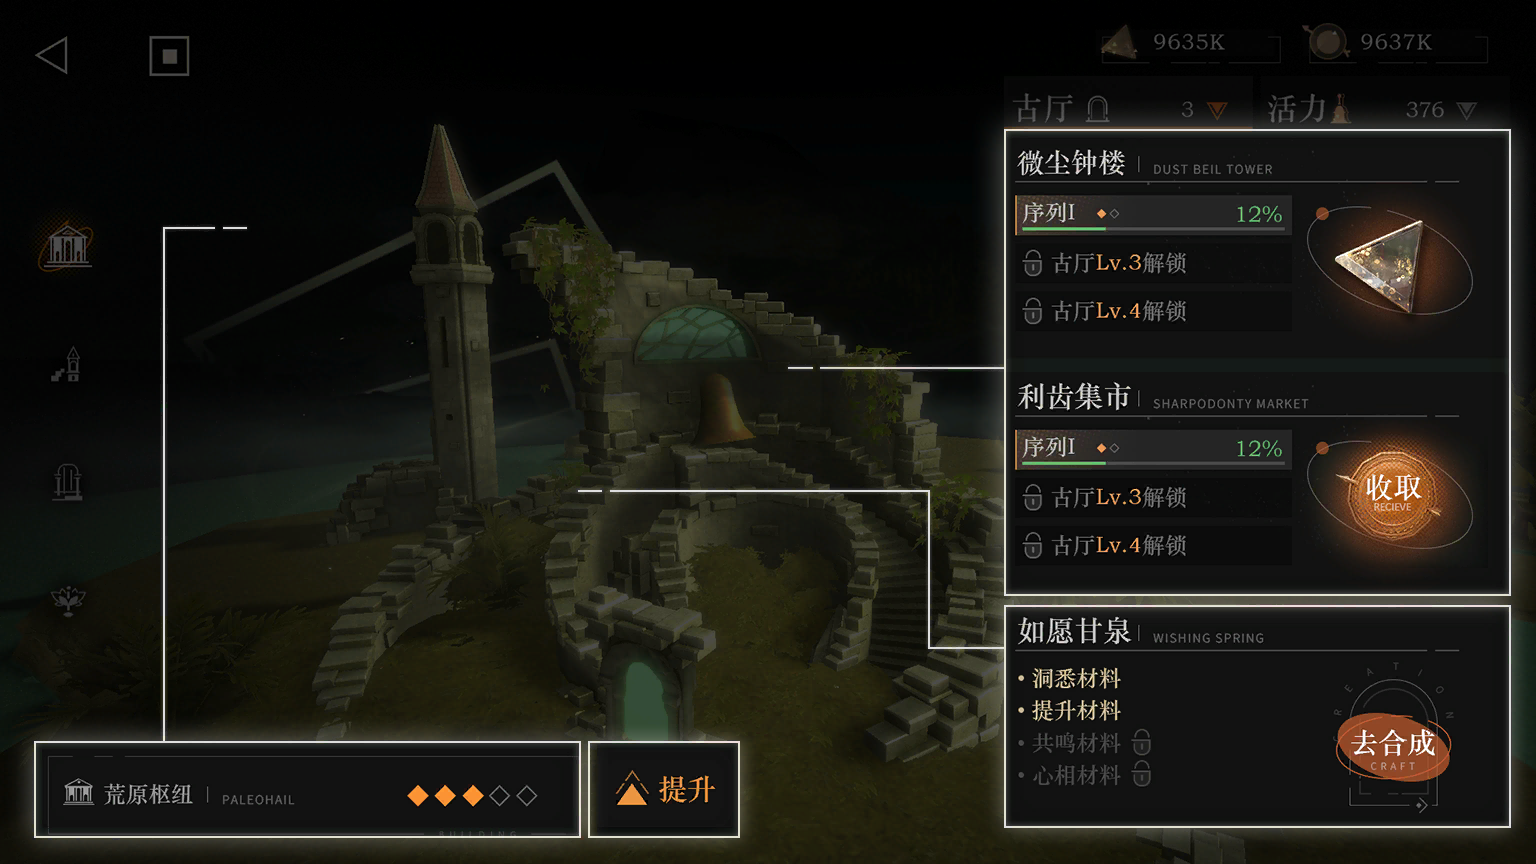 9635K
9637K
古厅 3
活力 376
微尘钟楼 DUST BEIL TOWER
序列I 12%
古厅Lv.3解锁
古厅Lv.4解锁
利齿集市 SHARPODONTY MARKET
序列I 12%
收取
RECIEVE
古厅Lv.3解锁
古厅Lv.4解锁
如愿甘泉 WISHING SPRING
• 洞悉材料
• 提升材料
• 共鸣材料
• 心相材料
去合成
CRAFT
荒原枢纽 PALEOHAIL
BUILDING
提升